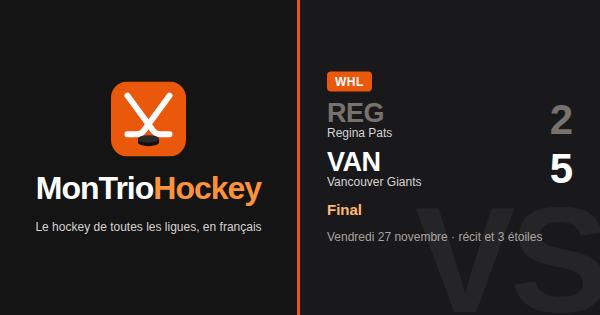 MonTrioHockey
Le hockey de toutes les ligues, en français
WHL
REG 2
Regina Pats
VAN 5
Vancouver Giants
Final
Vendredi 27 novembre · récit et 3 étoiles
VS